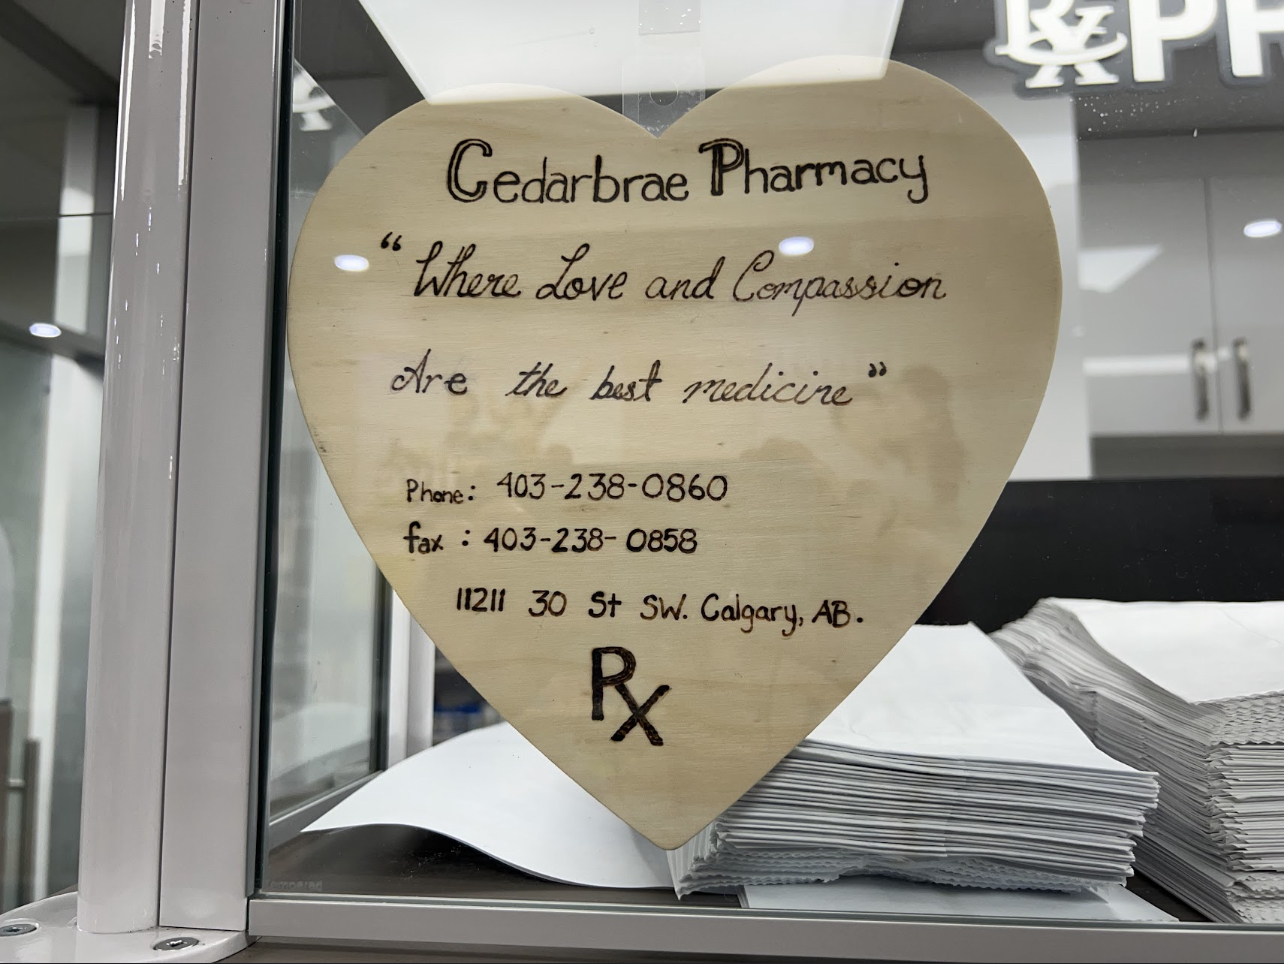 Cedarbrae Pharmacy
“Where Love and Compassion
Are the best medicine”
Phone: 403-238-0860
fax : 403-238-0858
11211 30 St SW. Calgary, AB.
Rx